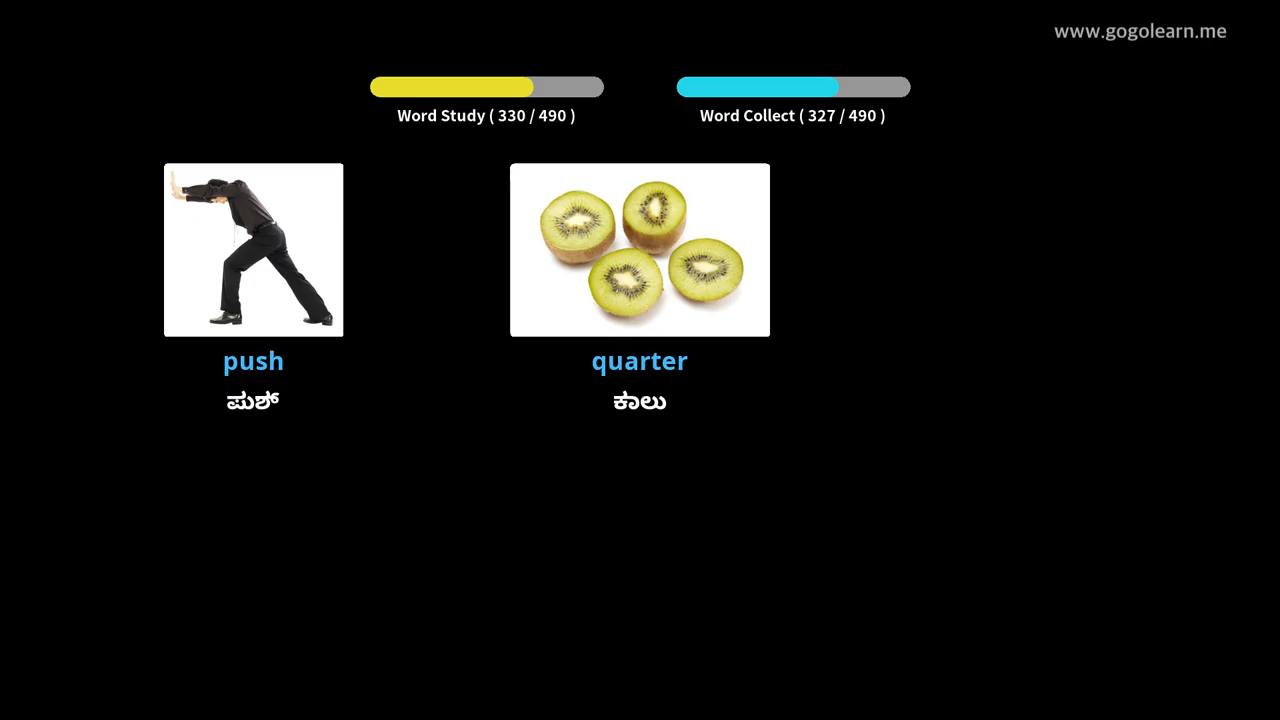 www.gogolearn.me
Word Study ( 330 / 490 )
Word Collect ( 327 / 490 )
push
ಪುಶ್
quarter
ಕಾಲು